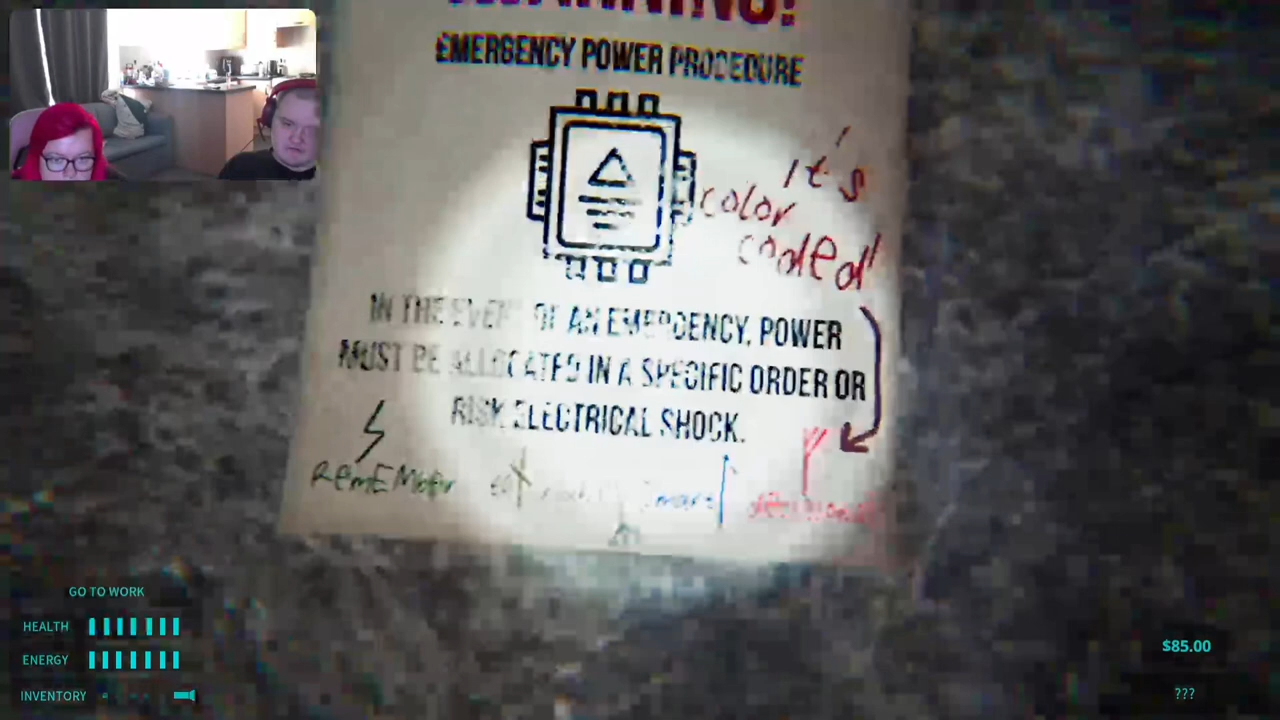 WARNING!
EMERGENCY POWER PROCEDURE
it's
color
coded!
IN THE EVENT OF AN EMERGENCY, POWER
MUST BE ALLOCATED IN A SPECIFIC ORDER OR
RISK ELECTRICAL SHOCK.
RemEMber
GO TO WORK
HEALTH
ENERGY
INVENTORY
$85.00
???